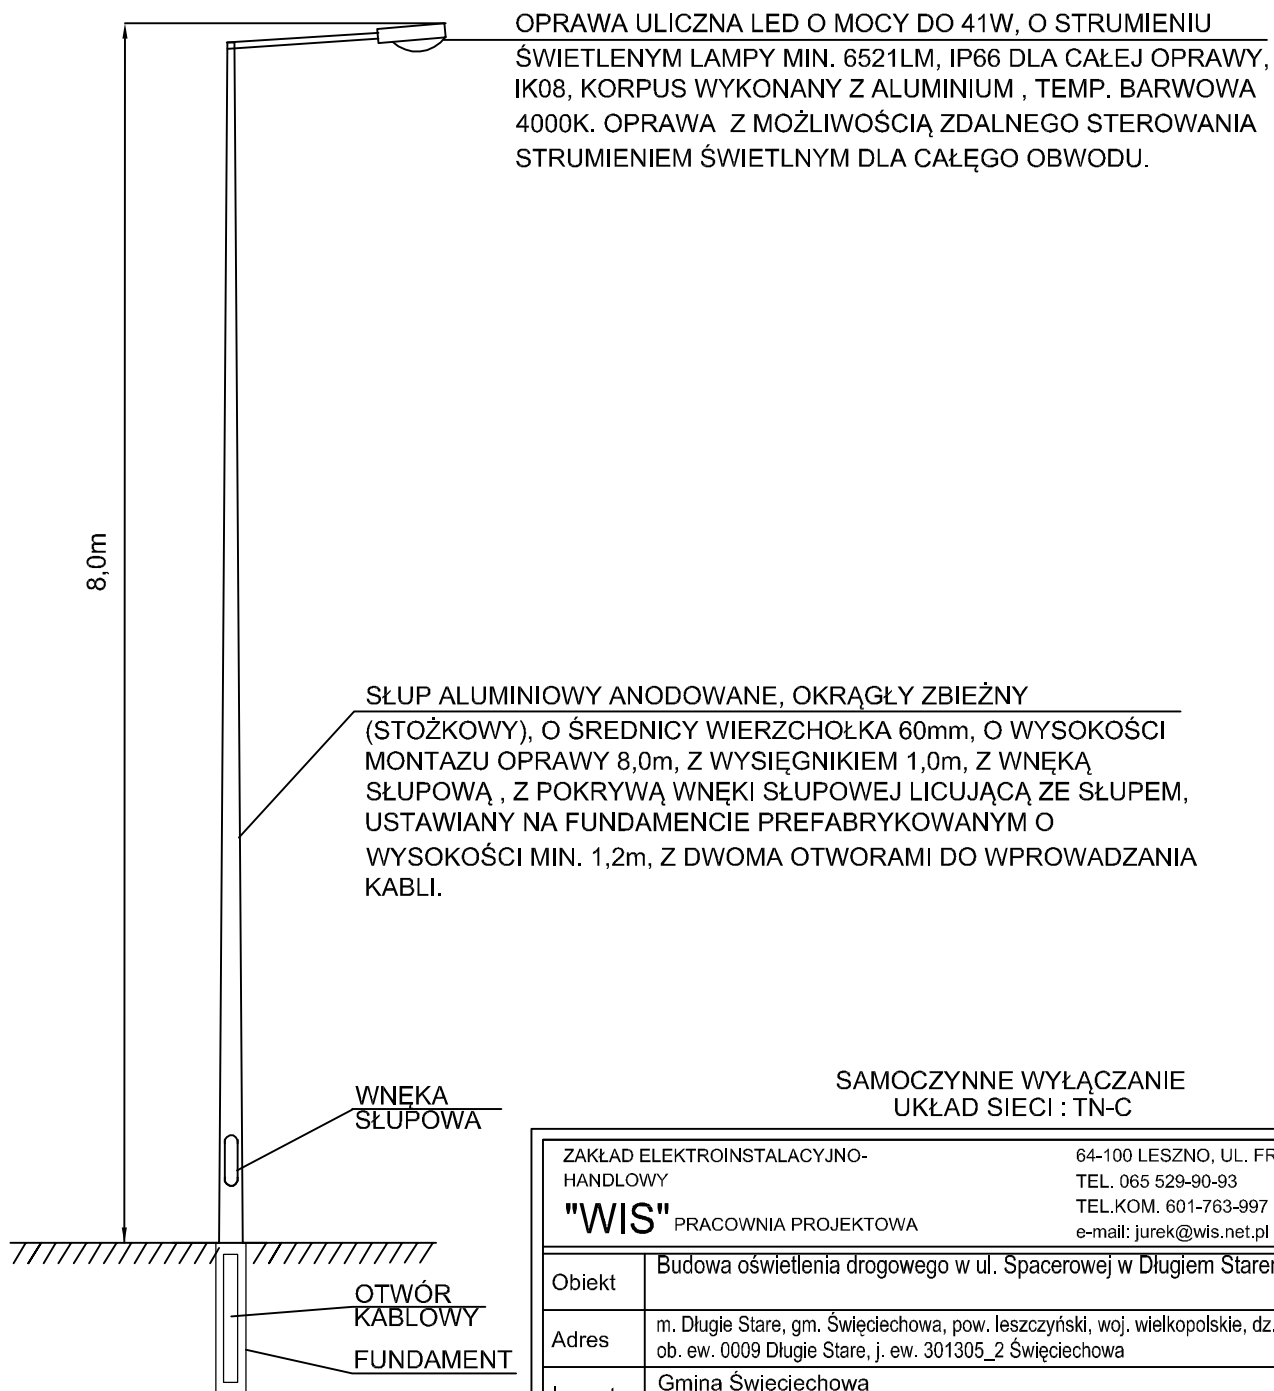 OPRAWA ULICZNA LED O MOCY DO 41W, O STRUMIENIU
ŚWIETLENYM LAMPY MIN. 6521LM, IP66 DLA CAŁEJ OPRAWY,
IK08, KORPUS WYKONANY Z ALUMINIUM , TEMP. BARWOWA
4000K. OPRAWA Z MOŻLIWOŚCIĄ ZDALNEGO STEROWANIA
STRUMIENIEM ŚWIETLNYM DLA CAŁĘGO OBWODU.
8,0m
SŁUP ALUMINIOWY ANODOWANE, OKRĄGŁY ZBIEŻNY
(STOŻKOWY), O ŚREDNICY WIERZCHOŁKA 60mm, O WYSOKOŚCI
MONTAZU OPRAWY 8,0m, Z WYSIĘGNIKIEM 1,0m, Z WNĘKĄ
SŁUPOWĄ , Z POKRYWĄ WNĘKI SŁUPOWEJ LICUJĄCĄ ZE SŁUPEM,
USTAWIANY NA FUNDAMENCIE PREFABRYKOWANYM O
WYSOKOŚCI MIN. 1,2m, Z DWOMA OTWORAMI DO WPROWADZANIA
KABLI.
WNĘKA
SŁUPOWA
SAMOCZYNNE WYŁĄCZANIE
UKŁAD SIECI : TN-C
ZAKŁAD ELEKTROINSTALACYJNO-
HANDLOWY
"WIS" PRACOWNIA PROJEKTOWA
64-100 LESZNO, UL. FR
TEL. 065 529-90-93
TEL.KOM. 601-763-997
e-mail: jurek@wis.net.pl
Obiekt
Budowa oświetlenia drogowego w ul. Spacerowej w Długiem Starem
Adres
m. Długie Stare, gm. Święciechowa, pow. leszczyński, woj. wielkopolskie, dz.
ob. ew. 0009 Długie Stare, j. ew. 301305_2 Święciechowa
Gmina Święciechowa
OTWÓR
KABLOWY
FUNDAMENT